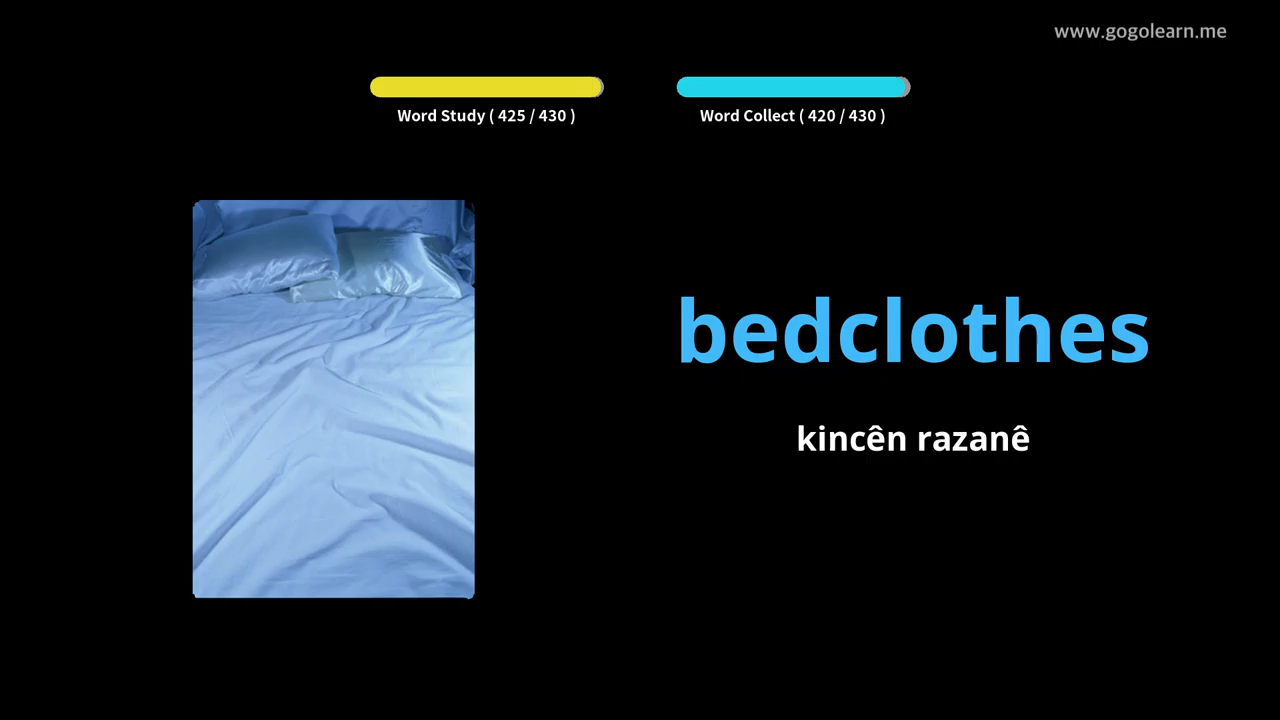 www.gogolearn.me
Word Study ( 425 / 430 )
Word Collect ( 420 / 430 )
bedclothes
kincên razanê